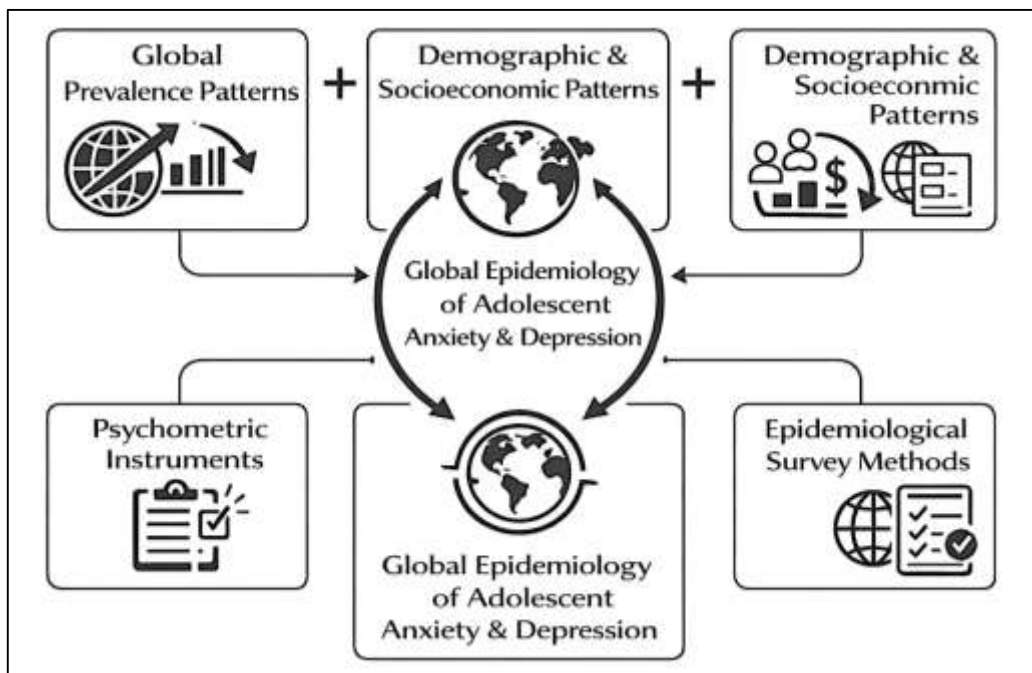 Global
Prevalence Patterns
+
Demographic &
Socioeconomic Patterns
+
Demographic &
Socioeconmic
Patterns
$
Global Epidemiology
of Adolescent
Anxiety & Depression
Psychometric
Instruments
Global Epidemiology
of Adolescent
Anxiety & Depression
Epidemiological
Survey Methods